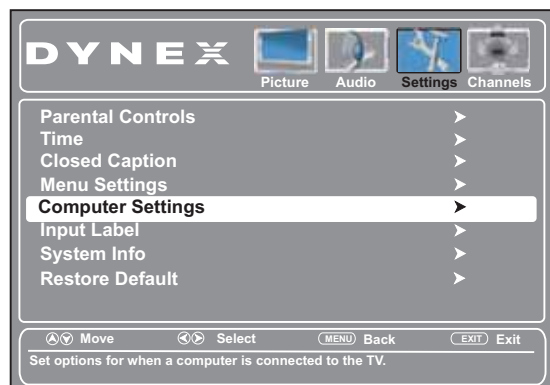 DYNEX
Picture Audio Settings Channels
Parental Controls
Time
Closed Caption
Menu Settings
Computer Settings
Input Label
System Info
Restore Default
Move Select MENU Back EXIT Exit
Set options for when a computer is connected to the TV.